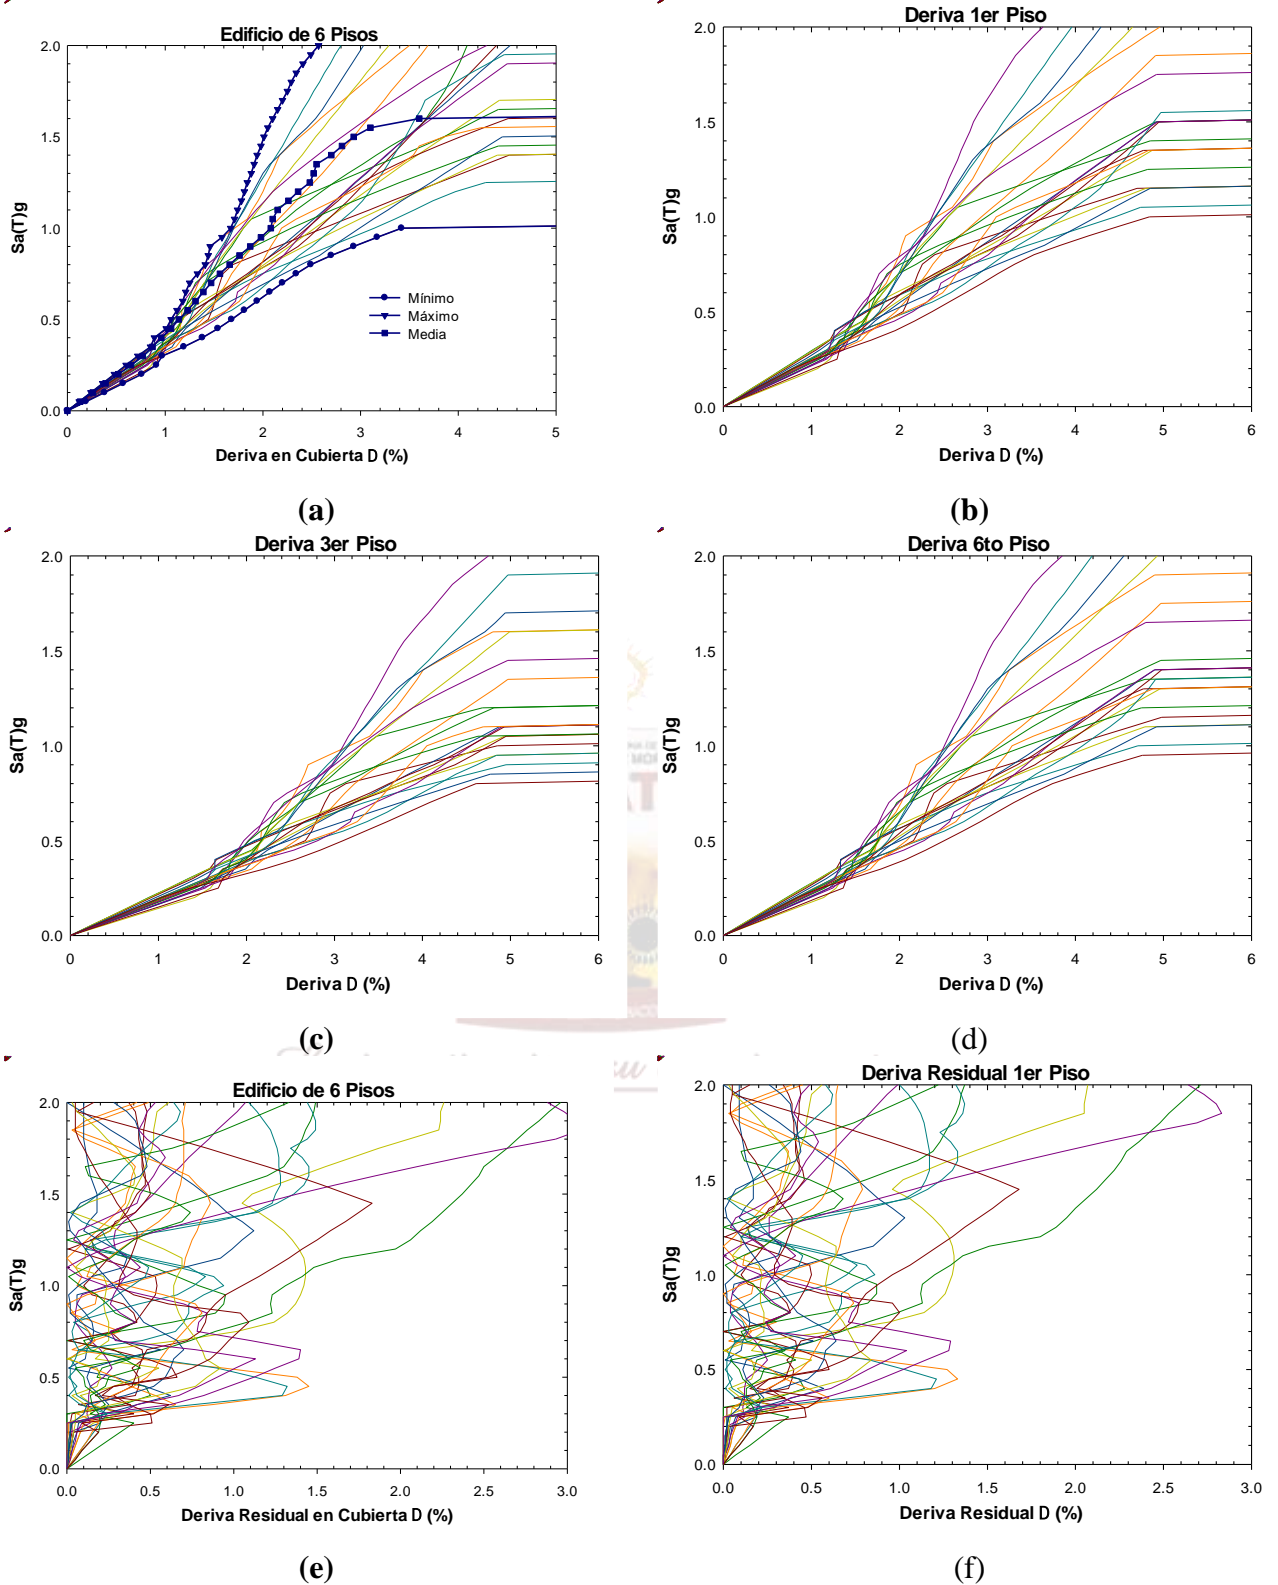 Edificio de 6 Pisos
2.0
1.5
1.0
0.5
0.0
Sa(T)g
Mínimo
Máximo
Media
0 1 2 3 4 5
Deriva en Cubierta D (%)
(a)
Deriva 1er Piso
2.0
1.5
1.0
0.5
0.0
Sa(T)g
0 1 2 3 4 5 6
Deriva D (%)
(b)
Deriva 3er Piso
2.0
1.5
1.0
0.5
0.0
Sa(T)g
0 1 2 3 4 5 6
Deriva D (%)
(c)
Deriva 6to Piso
2.0
1.5
1.0
0.5
0.0
Sa(T)g
0 1 2 3 4 5 6
Deriva D (%)
(d)
Edificio de 6 Pisos
2.0
1.5
1.0
0.5
0.0
Sa(T)g
0.0 0.5 1.0 1.5 2.0 2.5 3.0
Deriva Residual en Cubierta D (%)
(e)
Deriva Residual 1er Piso
2.0
1.5
1.0
0.5
0.0
Sa(T)g
0.0 0.5 1.0 1.5 2.0 2.5 3.0
Deriva Residual D (%)
(f)